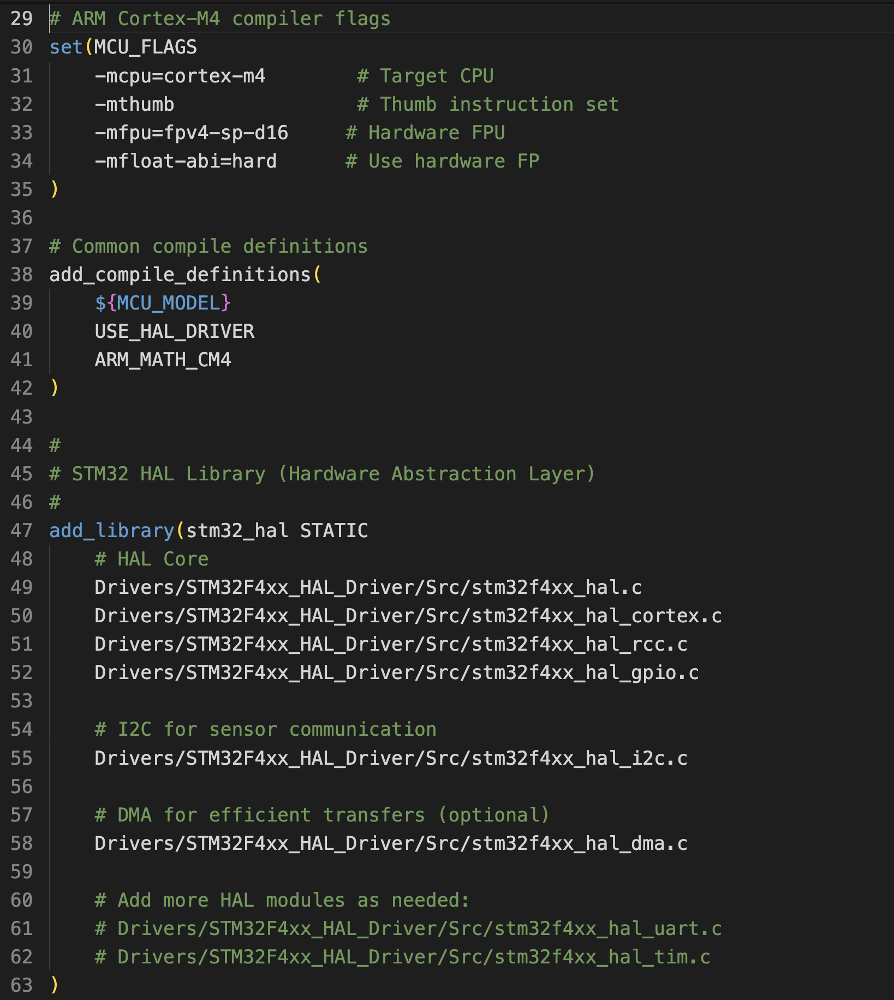 29 # ARM Cortex-M4 compiler flags
30 set(MCU_FLAGS
31     -mcpu=cortex-m4        # Target CPU
32     -mthumb                # Thumb instruction set
33     -mfpu=fpv4-sp-d16     # Hardware FPU
34     -mfloat-abi=hard      # Use hardware FP
35 )
36
37 # Common compile definitions
38 add_compile_definitions(
39     ${MCU_MODEL}
40     USE_HAL_DRIVER
41     ARM_MATH_CM4
42 )
43
44 #
45 # STM32 HAL Library (Hardware Abstraction Layer)
46 #
47 add_library(stm32_hal STATIC
48     # HAL Core
49     Drivers/STM32F4xx_HAL_Driver/Src/stm32f4xx_hal.c
50     Drivers/STM32F4xx_HAL_Driver/Src/stm32f4xx_hal_cortex.c
51     Drivers/STM32F4xx_HAL_Driver/Src/stm32f4xx_hal_rcc.c
52     Drivers/STM32F4xx_HAL_Driver/Src/stm32f4xx_hal_gpio.c
53
54     # I2C for sensor communication
55     Drivers/STM32F4xx_HAL_Driver/Src/stm32f4xx_hal_i2c.c
56
57     # DMA for efficient transfers (optional)
58     Drivers/STM32F4xx_HAL_Driver/Src/stm32f4xx_hal_dma.c
59
60     # Add more HAL modules as needed:
61     # Drivers/STM32F4xx_HAL_Driver/Src/stm32f4xx_hal_uart.c
62     # Drivers/STM32F4xx_HAL_Driver/Src/stm32f4xx_hal_tim.c
63 )